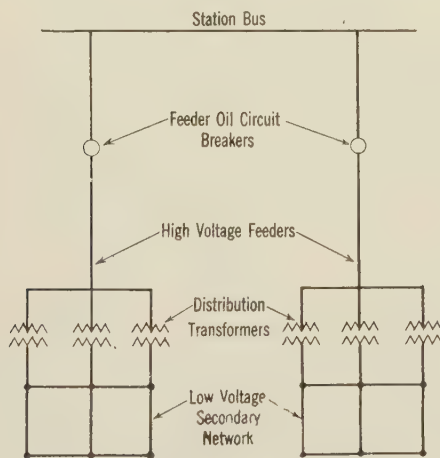 Station Bus
Feeder Oil Circuit
Breakers
High Voltage Feeders
Distribution
Transformers
Low Voltage
Secondary
Network